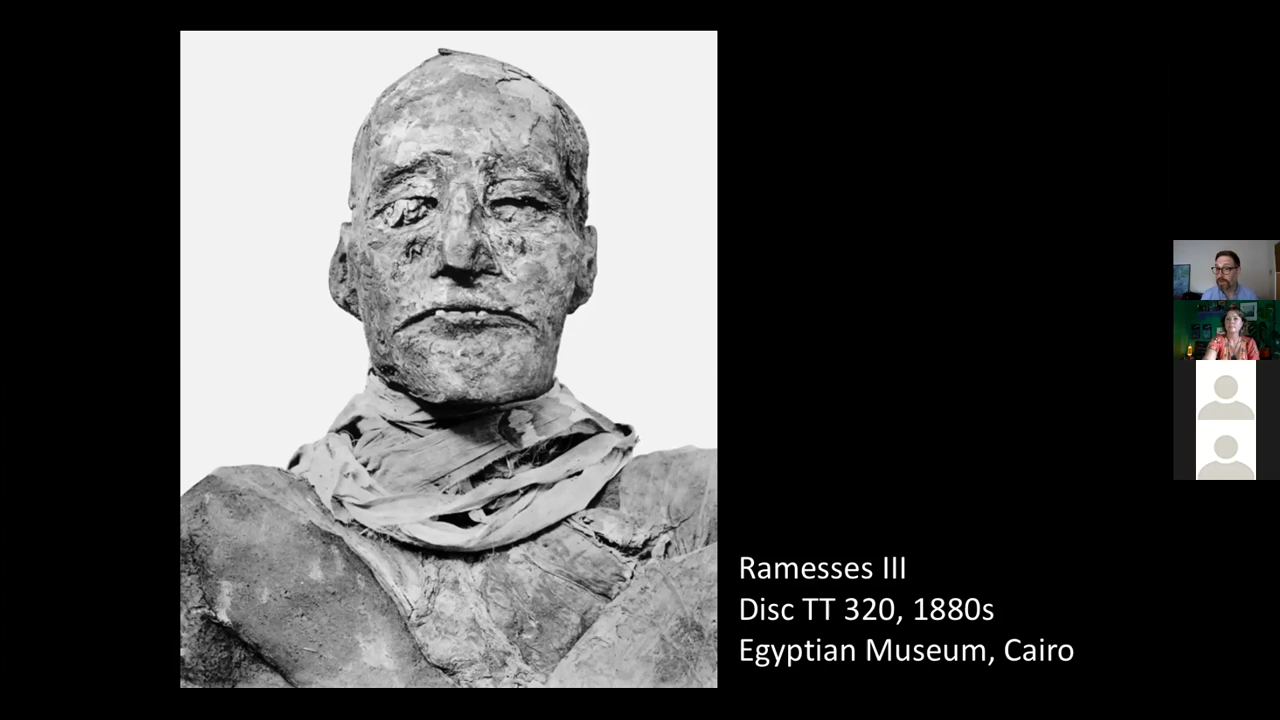 Ramesses III
Disc TT 320, 1880s
Egyptian Museum, Cairo